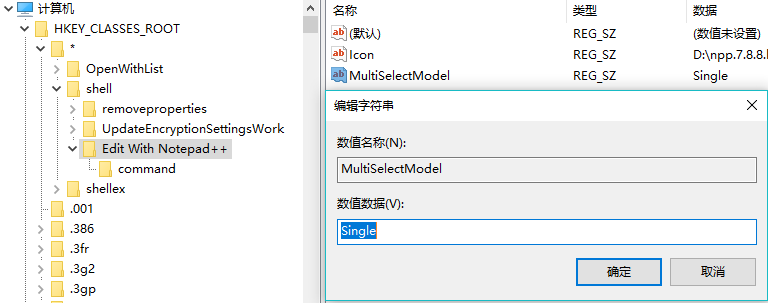 计算机
HKEY_CLASSES_ROOT
*
OpenWithList
shell
removeproperties
UpdateEncryptionSettingsWork
Edit With Notepad++
command
shellex
.001
.386
.3fr
.3g2
.3gp
名称 类型 数据
(默认) REG_SZ (数值未设置)
Icon REG_SZ D:\npp.7.8.8.
MultiSelectModel REG_SZ Single
编辑字符串
数值名称(N):
MultiSelectModel
数值数据(V):
Single
确定 取消